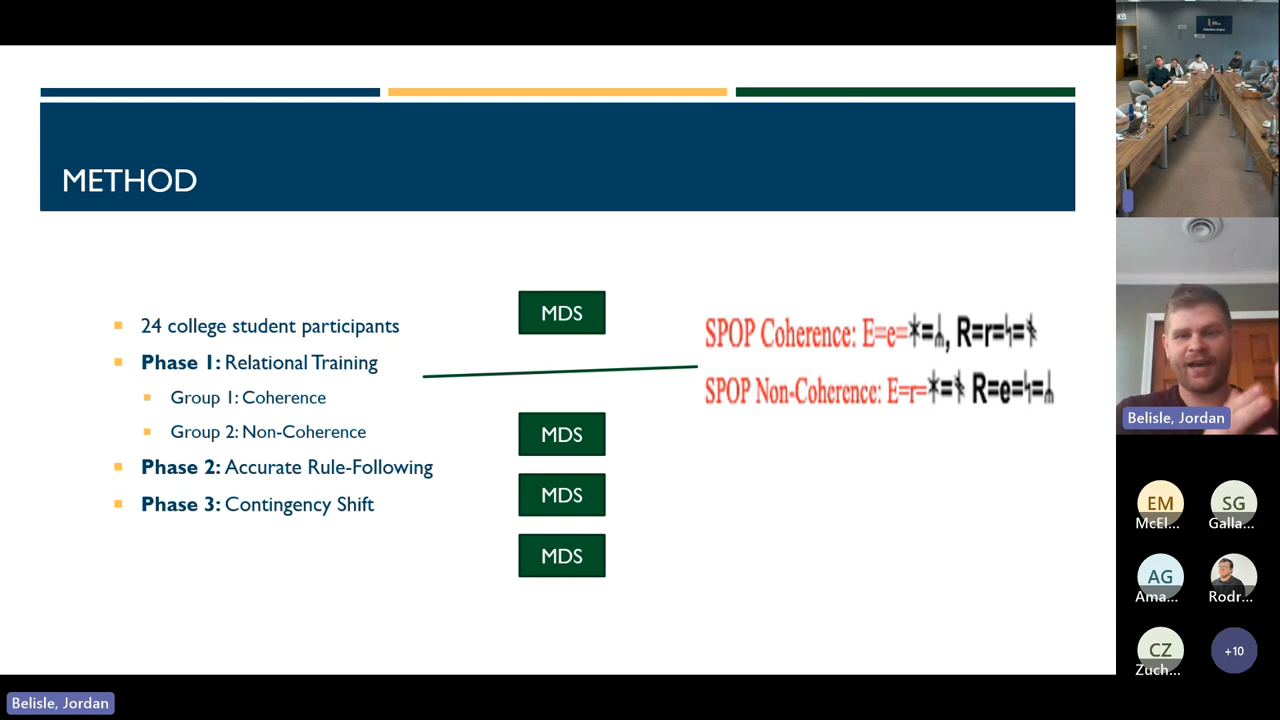 METHOD
24 college student participants
Phase 1: Relational Training
Group 1: Coherence
Group 2: Non-Coherence
Phase 2: Accurate Rule-Following
Phase 3: Contingency Shift
MDS
MDS
MDS
MDS
SPOP Coherence: E=e=ᚼ=ᛦ, R=r=ᛋ=ᚬ
SPOP Non-Coherence: E=r=
R=e=
Belisle, Jordan
EM
McEl...
SG
Galla...
AG
Ama...
Rodr...
CZ
Zuch...
+10
Belisle, Jordan